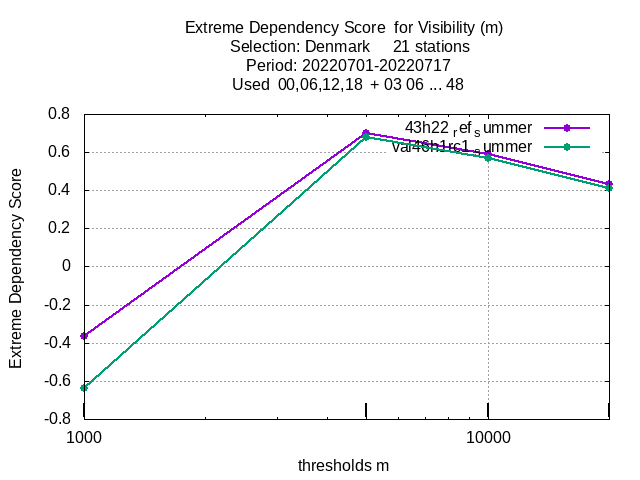 Extreme Dependency Score for Visibility (m)
Selection: Denmark 21 stations
Period: 20220701-20220717
Used 00,06,12,18 + 03 06 ... 48
Extreme Dependency Score
0.8
0.6
0.4
0.2
0
-0.2
-0.4
-0.6
-0.8
1000
10000
thresholds m
43h22ref summer
summer